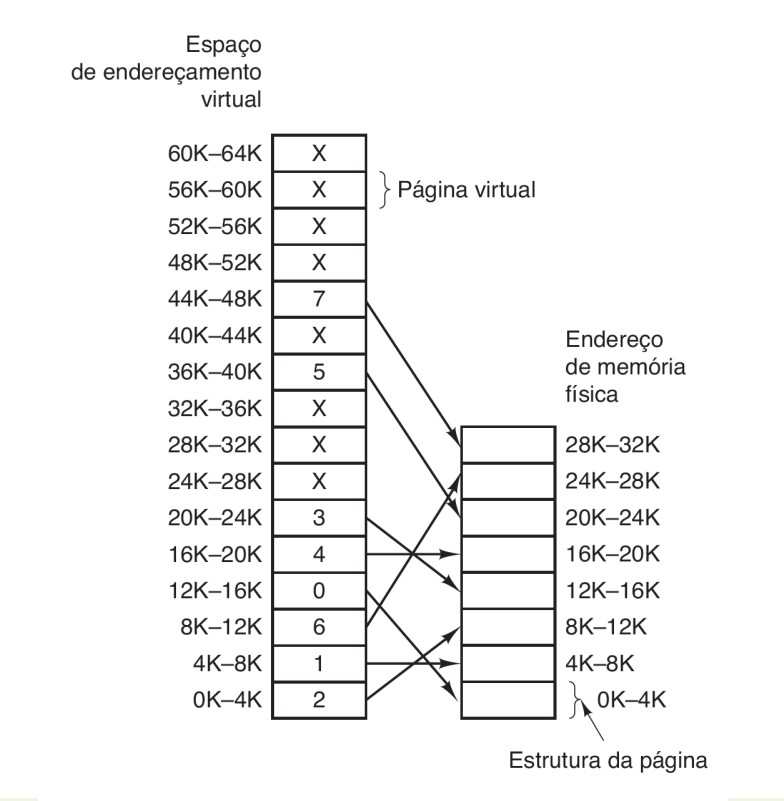 Espaço
de endereçamento
virtual
60K–64K X
56K–60K X Página virtual
52K–56K X
48K–52K X
44K–48K 7
40K–44K X
36K–40K 5
32K–36K X
28K–32K X
24K–28K X
20K–24K 3
16K–20K 4
12K–16K 0
8K–12K 6
4K–8K 1
0K–4K 2
Endereço
de memória
física
28K–32K
24K–28K
20K–24K
16K–20K
12K–16K
8K–12K
4K–8K
0K–4K
Estrutura da página